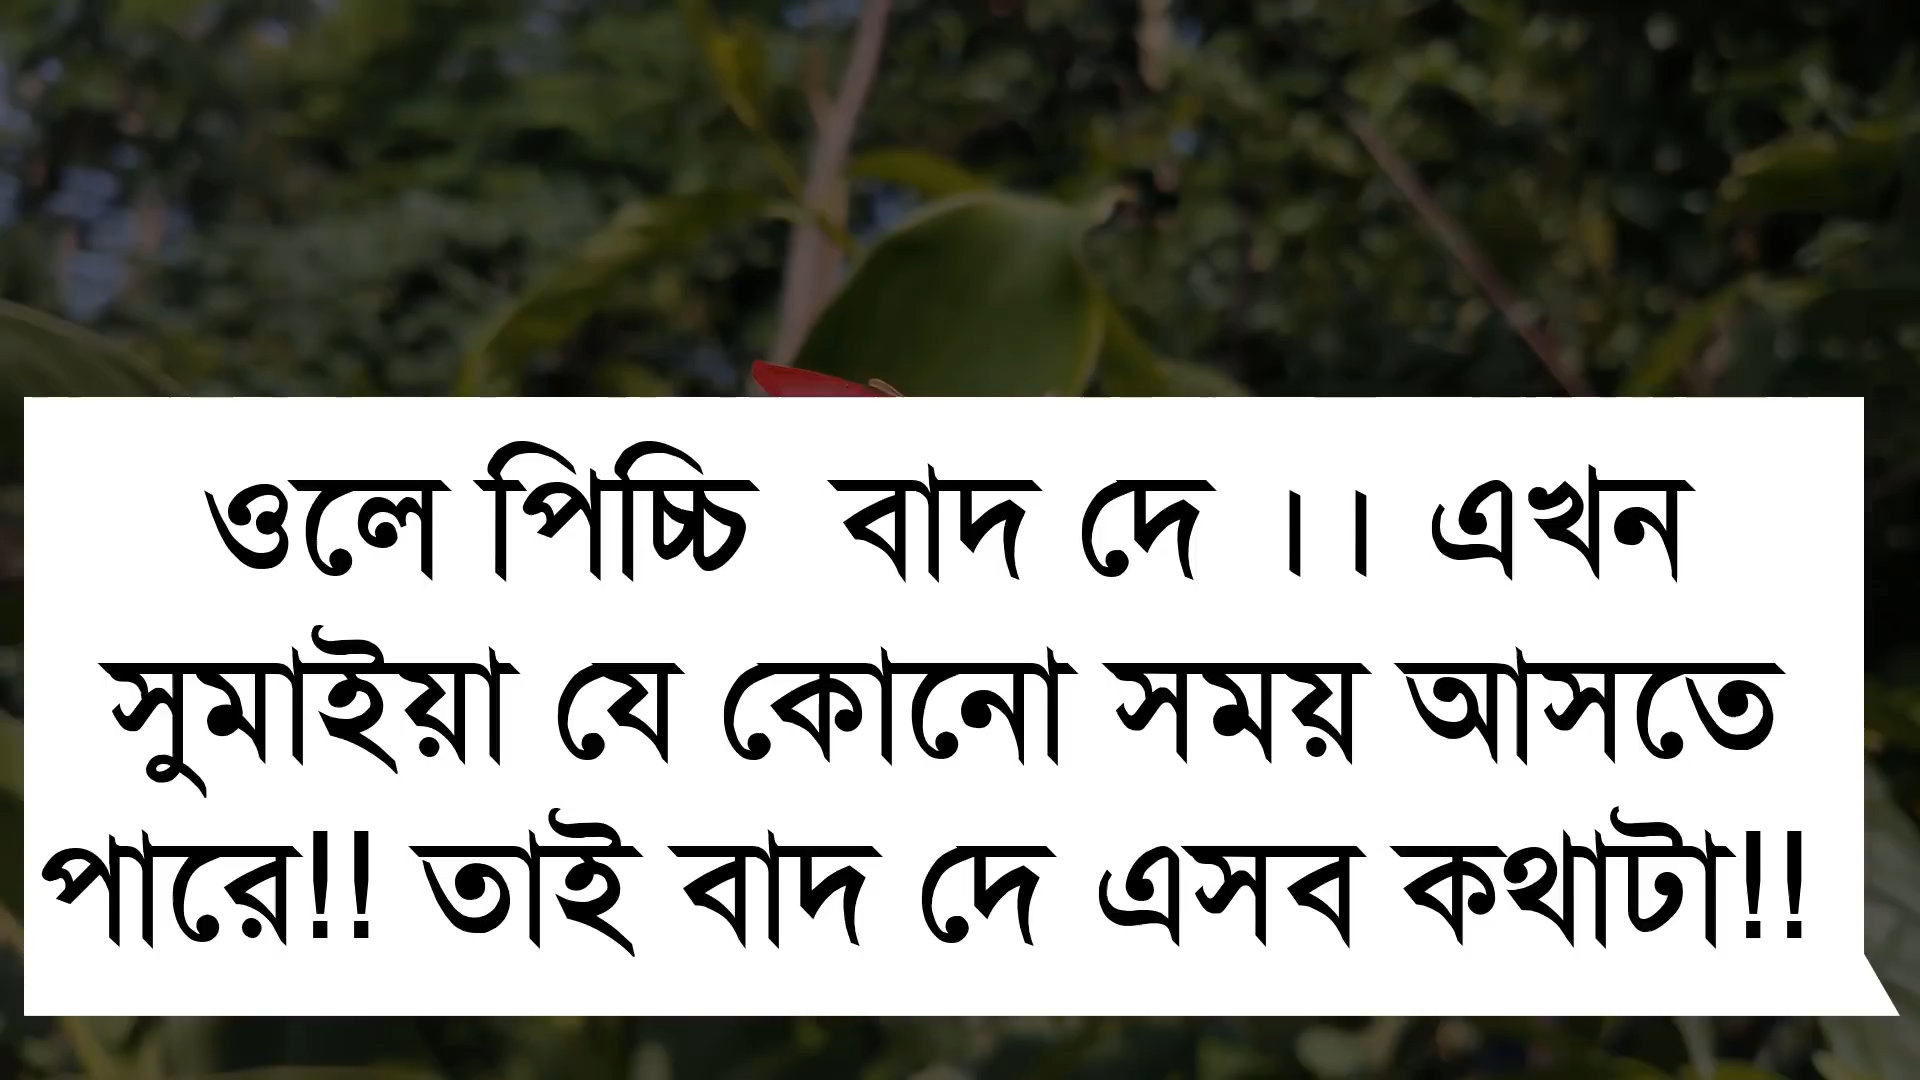 ওলে পিচ্চি  বাদ দে ।। এখন
সুমাইয়া যে কোনো সময় আসতে
পারে!! তাই বাদ দে এসব কথাটা!!